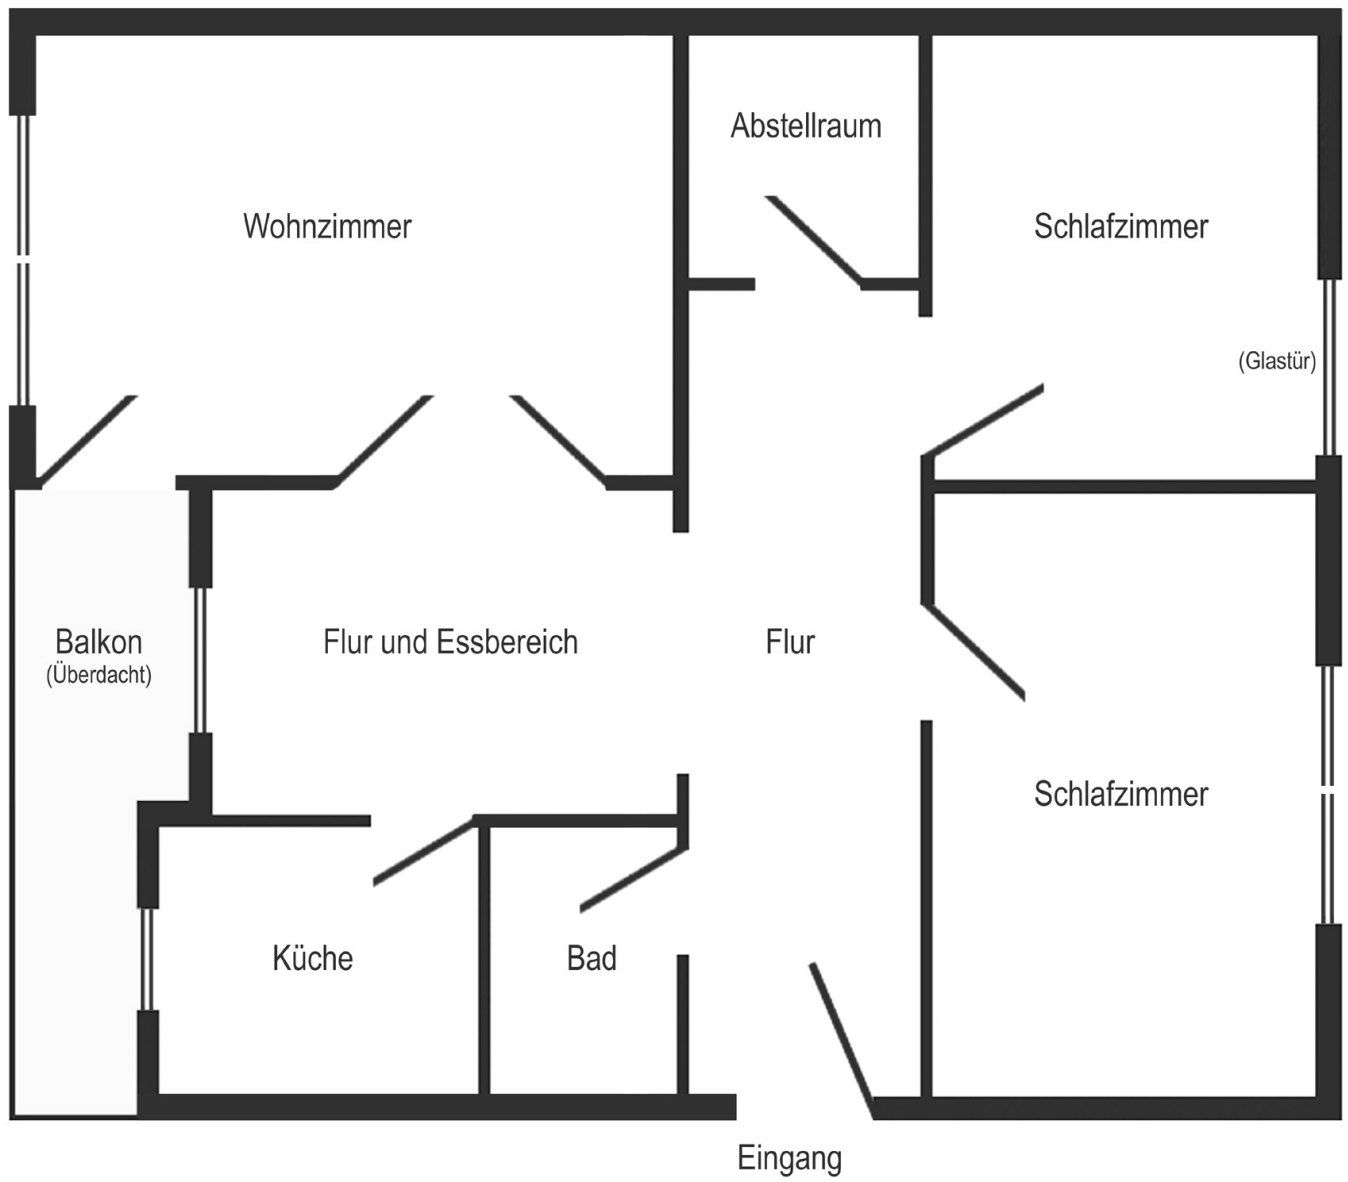 Abstellraum
Wohnzimmer
Schlafzimmer
(Glastür)
Balkon
(Überdacht)
Flur und Essbereich
Flur
Schlafzimmer
Küche
Bad
Eingang